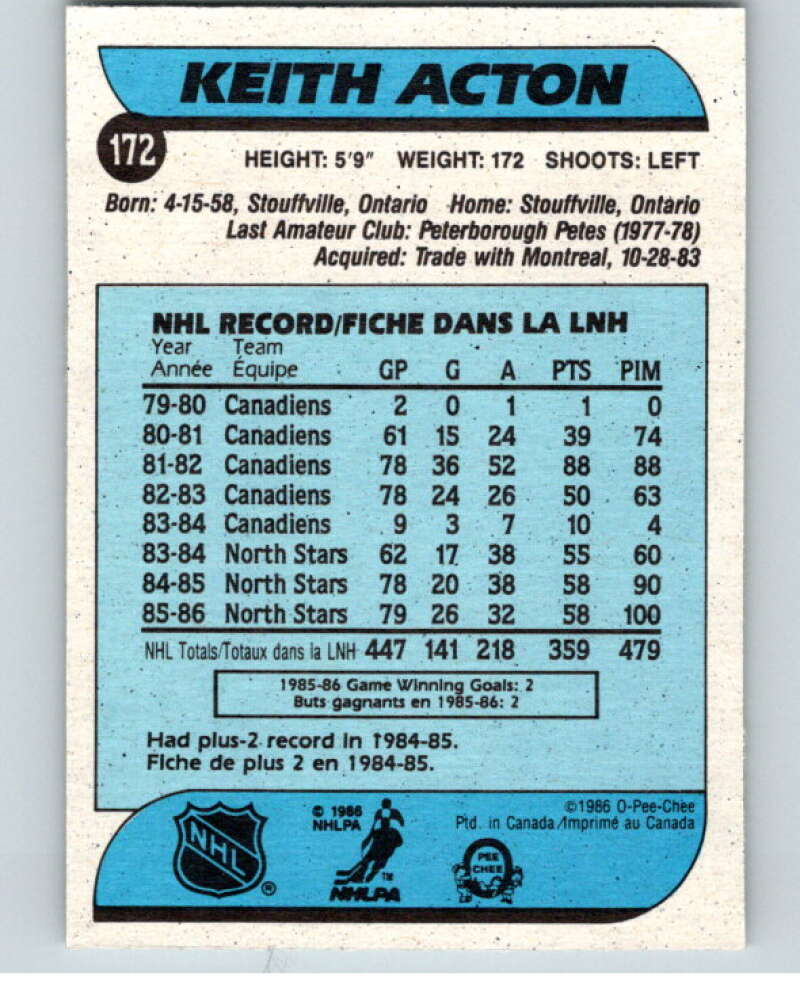 KEITH ACTON
172
HEIGHT: 5'9" WEIGHT: 172 SHOOTS: LEFT
Born: 4-15-58, Stouffville, Ontario Home: Stouffville, Ontario
Last Amateur Club: Peterborough Petes (1977-78)
Acquired: Trade with Montreal, 10-28-83
NHL RECORD/FICHE DANS LA LNH
Year Team
Année Équipe GP G A PTS PIM
79-80 Canadiens 2 0 1 1 0
80-81 Canadiens 61 15 24 39 74
81-82 Canadiens 78 36 52 88 88
82-83 Canadiens 78 24 26 50 63
83-84 Canadiens 9 3 7 10 4
83-84 North Stars 62 17 38 55 60
84-85 North Stars 78 20 38 58 90
85-86 North Stars 79 26 32 58 100
NHL Totals/Totaux dans la LNH 447 141 218 359 479
1985-86 Game Winning Goals: 2
Buts gagnants en 1985-86: 2
Had plus-2 record in 1984-85.
Fiche de plus 2 en 1984-85.
©1986 O-Pee-Chee
Ptd. in Canada/Imprimé au Canada
© 1986
NHLPA
NHL ®
NHLPA ™
O PEE CHEE